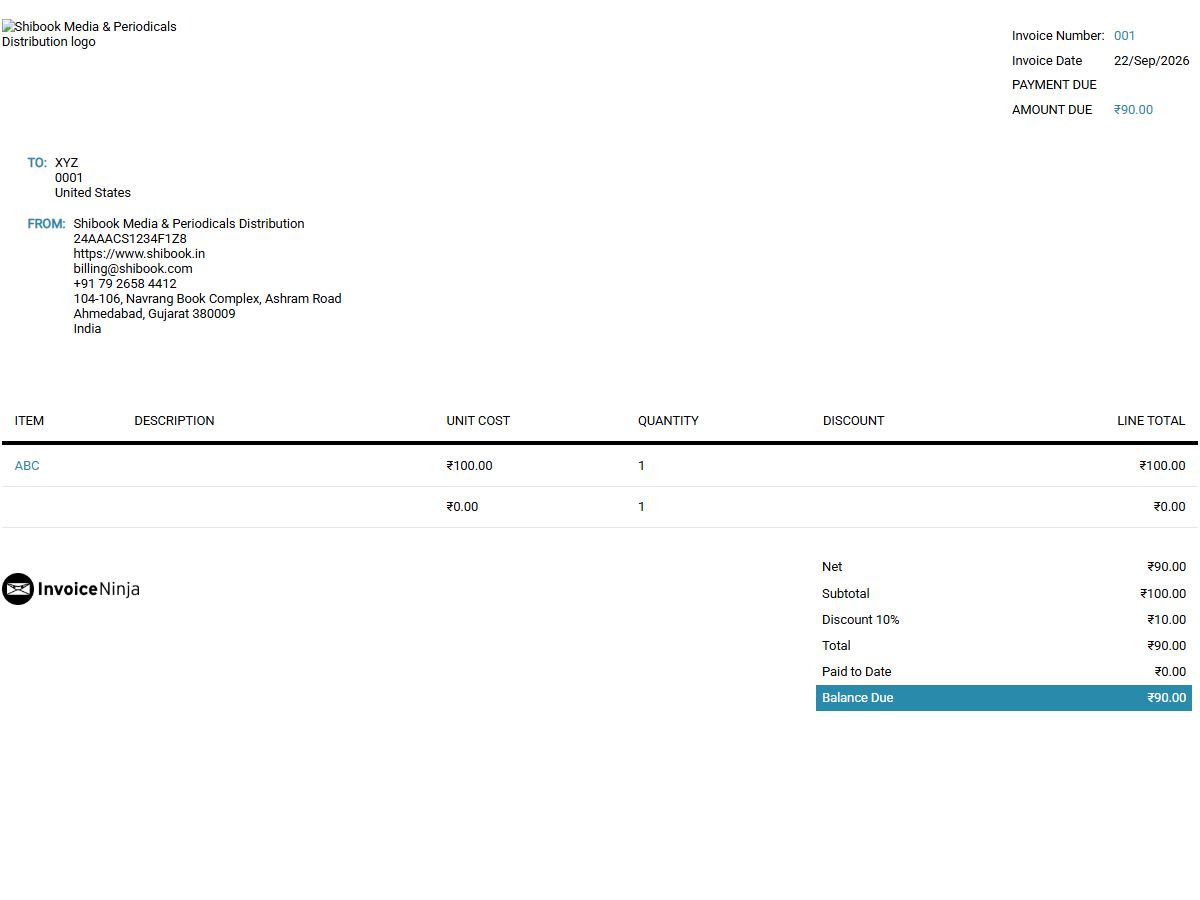 Shibook Media & Periodicals
Distribution logo
Invoice Number: 001
Invoice Date 22/Sep/2026
PAYMENT DUE
AMOUNT DUE ₹90.00
TO: XYZ
0001
United States
FROM: Shibook Media & Periodicals Distribution
24AAACS1234F1Z8
https://www.shibook.in
billing@shibook.com
+91 79 2658 4412
104-106, Navrang Book Complex, Ashram Road
Ahmedabad, Gujarat 380009
India
ITEM DESCRIPTION UNIT COST QUANTITY DISCOUNT LINE TOTAL
ABC ₹100.00 1 ₹100.00
₹0.00 1 ₹0.00
Net ₹90.00
InvoiceNinja
Subtotal ₹100.00
Discount 10% ₹10.00
Total ₹90.00
Paid to Date ₹0.00
Balance Due ₹90.00